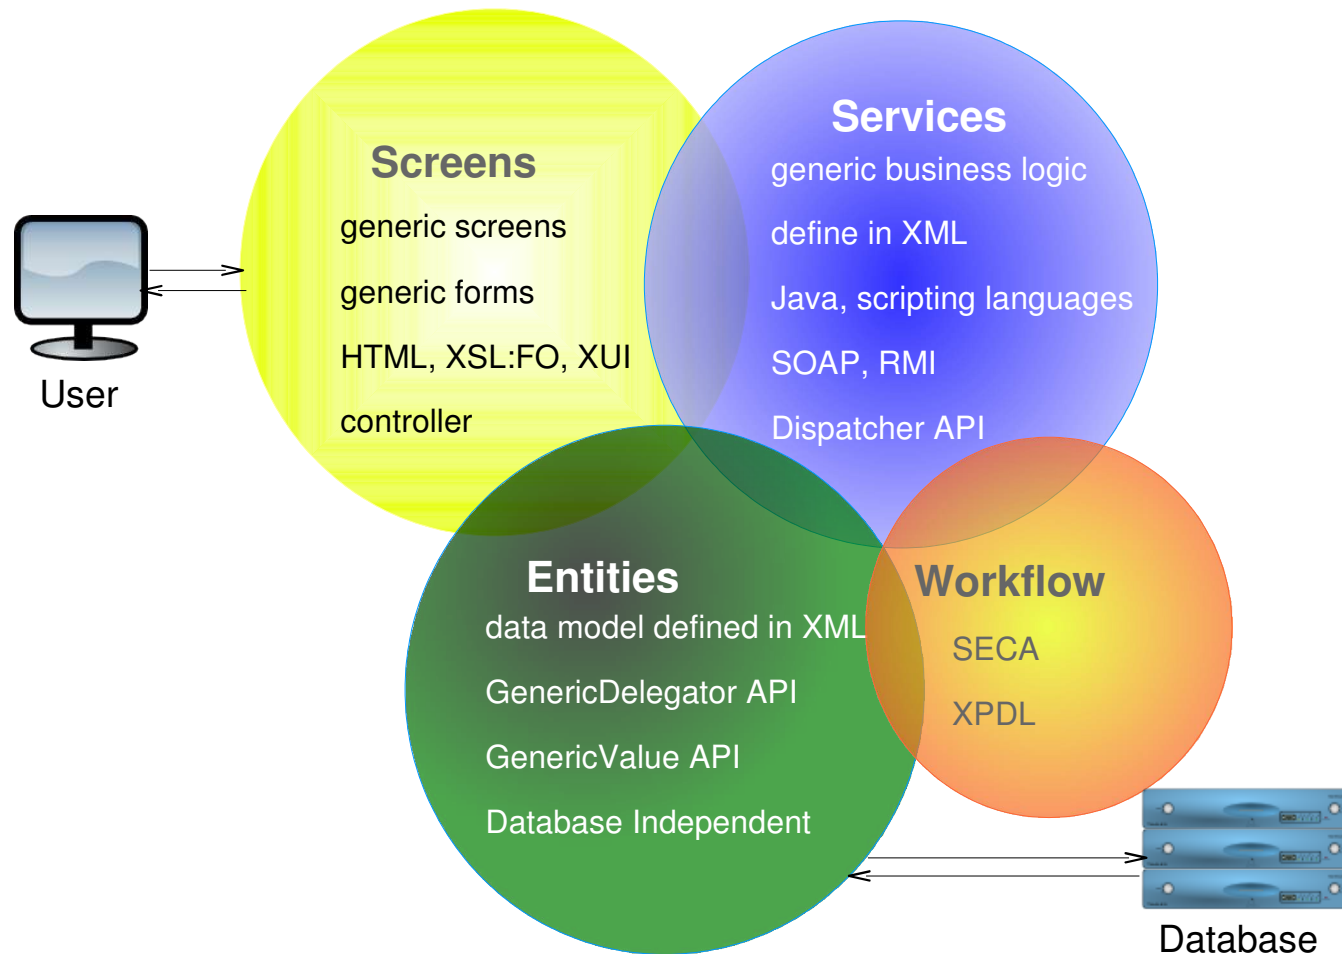 Screens
generic screens
generic forms
HTML, XSL:FO, XUI
controller
Services
generic business logic
define in XML
Java, scripting languages
SOAP, RMI
Dispatcher API
User
Entities
data model defined in XML
GenericDelegator API
GenericValue API
Database Independent
Workflow
SECA
XPDL
Database